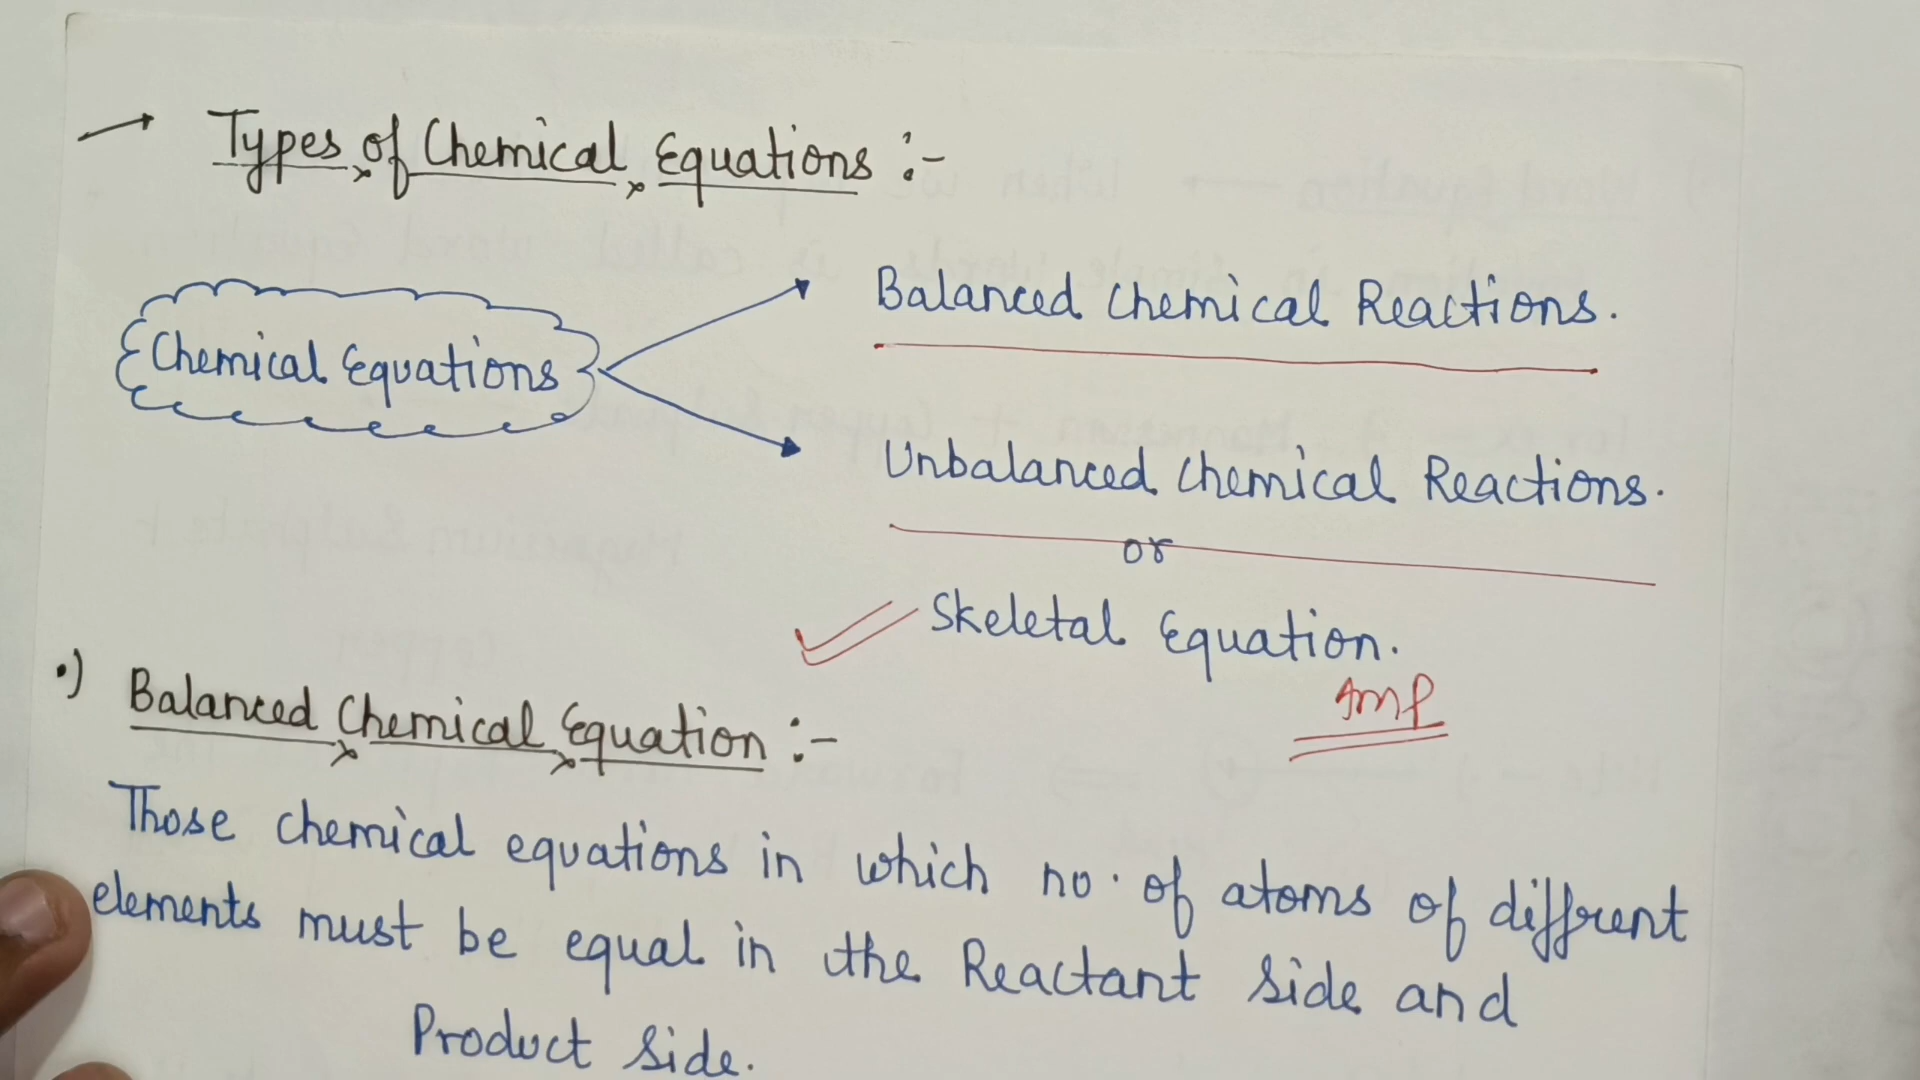 Types of Chemical Equations :-
Balanced Chemical Reactions.
Chemical Equations
Unbalanced Chemical Reactions.
or
Skeletal Equation.
Imp
•) Balanced Chemical Equation :-
Those chemical equations in which no. of atoms of diffrent
elements must be equal in the Reactant side and
Product side.